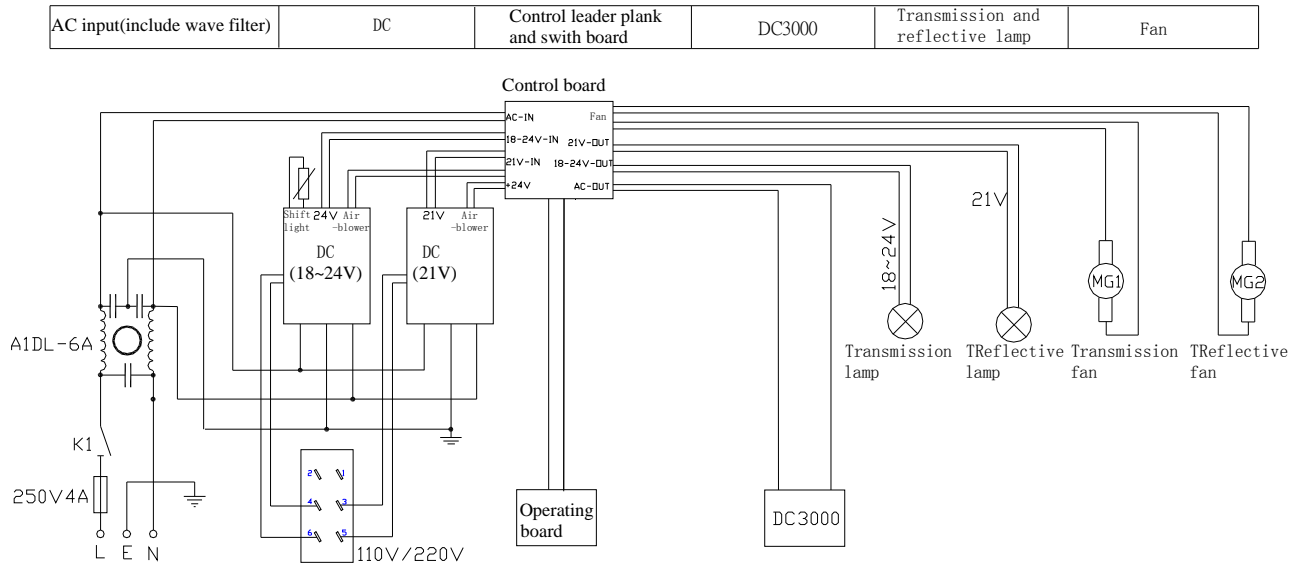 AC input(include wave filter)
DC
Control leader plank
and swith board
DC3000
Transmission and
reflective lamp
Fan
Control board
AC-IN
Fan
18-24V-IN
21V-OUT
21V-IN
18-24V-OUT
+24V
AC-OUT
Shift
light
24V
Air
-blower
DC
(18~24V)
21V
Air
-blower
DC
(21V)
18~24V
21V
MG1
MG2
Transmission
lamp
TReflective
lamp
Transmission
fan
TReflective
fan
A1DL-6A
K1
250V4A
L
E
N
2
1
4
3
6
5
110V/220V
Operating
board
DC3000